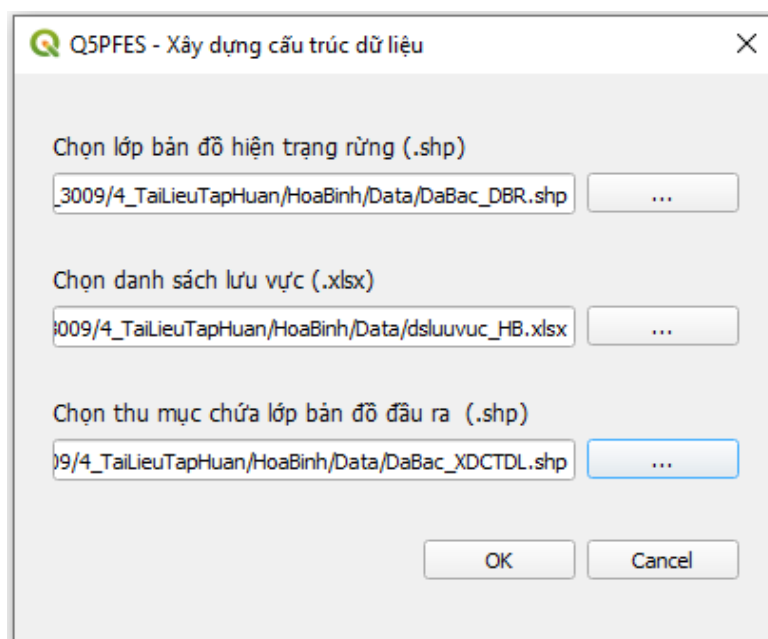 Q5PFES - Xây dựng cấu trúc dữ liệu
Chọn lớp bản đồ hiện trạng rừng (.shp)
_3009/4_TaiLieuTapHuan/HoaBinh/Data/DaBac_DBR.shp
...
Chọn danh sách lưu vực (.xlsx)
3009/4_TaiLieuTapHuan/HoaBinh/Data/dsluuvuc_HB.xlsx
...
Chọn thư mục chứa lớp bản đồ đầu ra (.shp)
09/4_TaiLieuTapHuan/HoaBinh/Data/DaBac_XDCTDL.shp
...
OK
Cancel